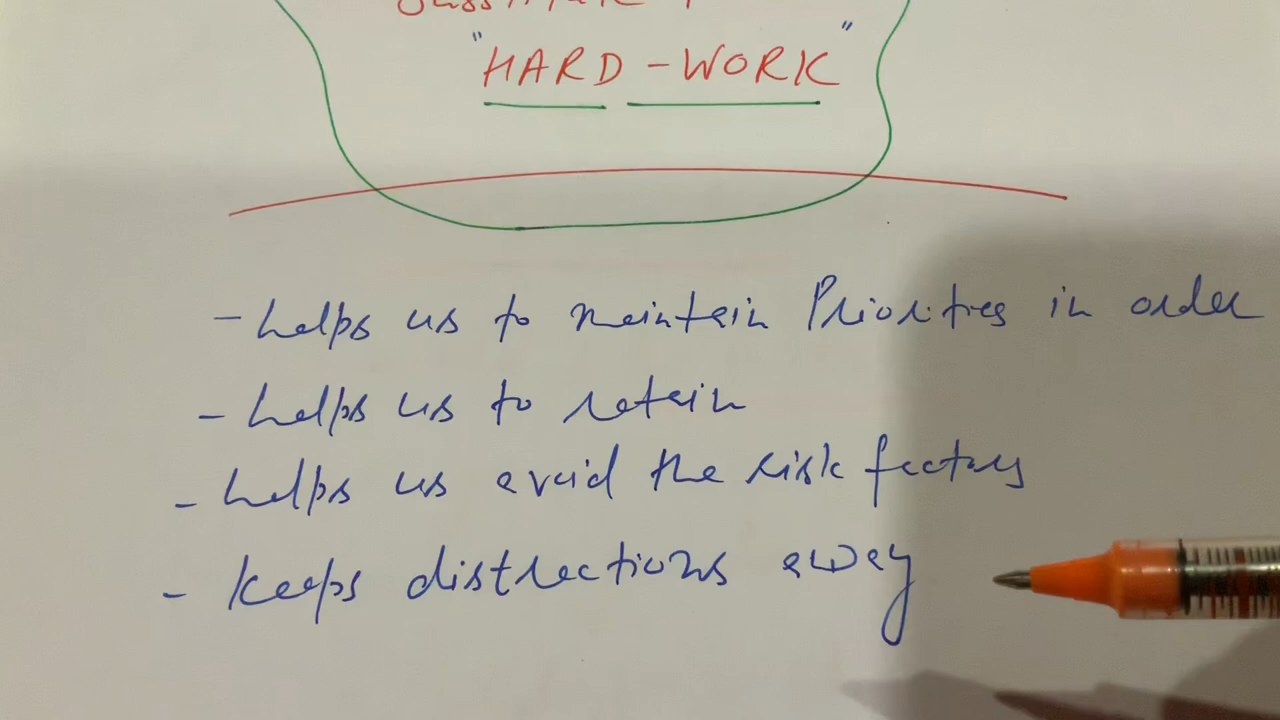 "HARD-WORK"
- helps us to maintain Priorities in order
- helps us to retain
- helps us avoid the risk factors
- keeps distractions away